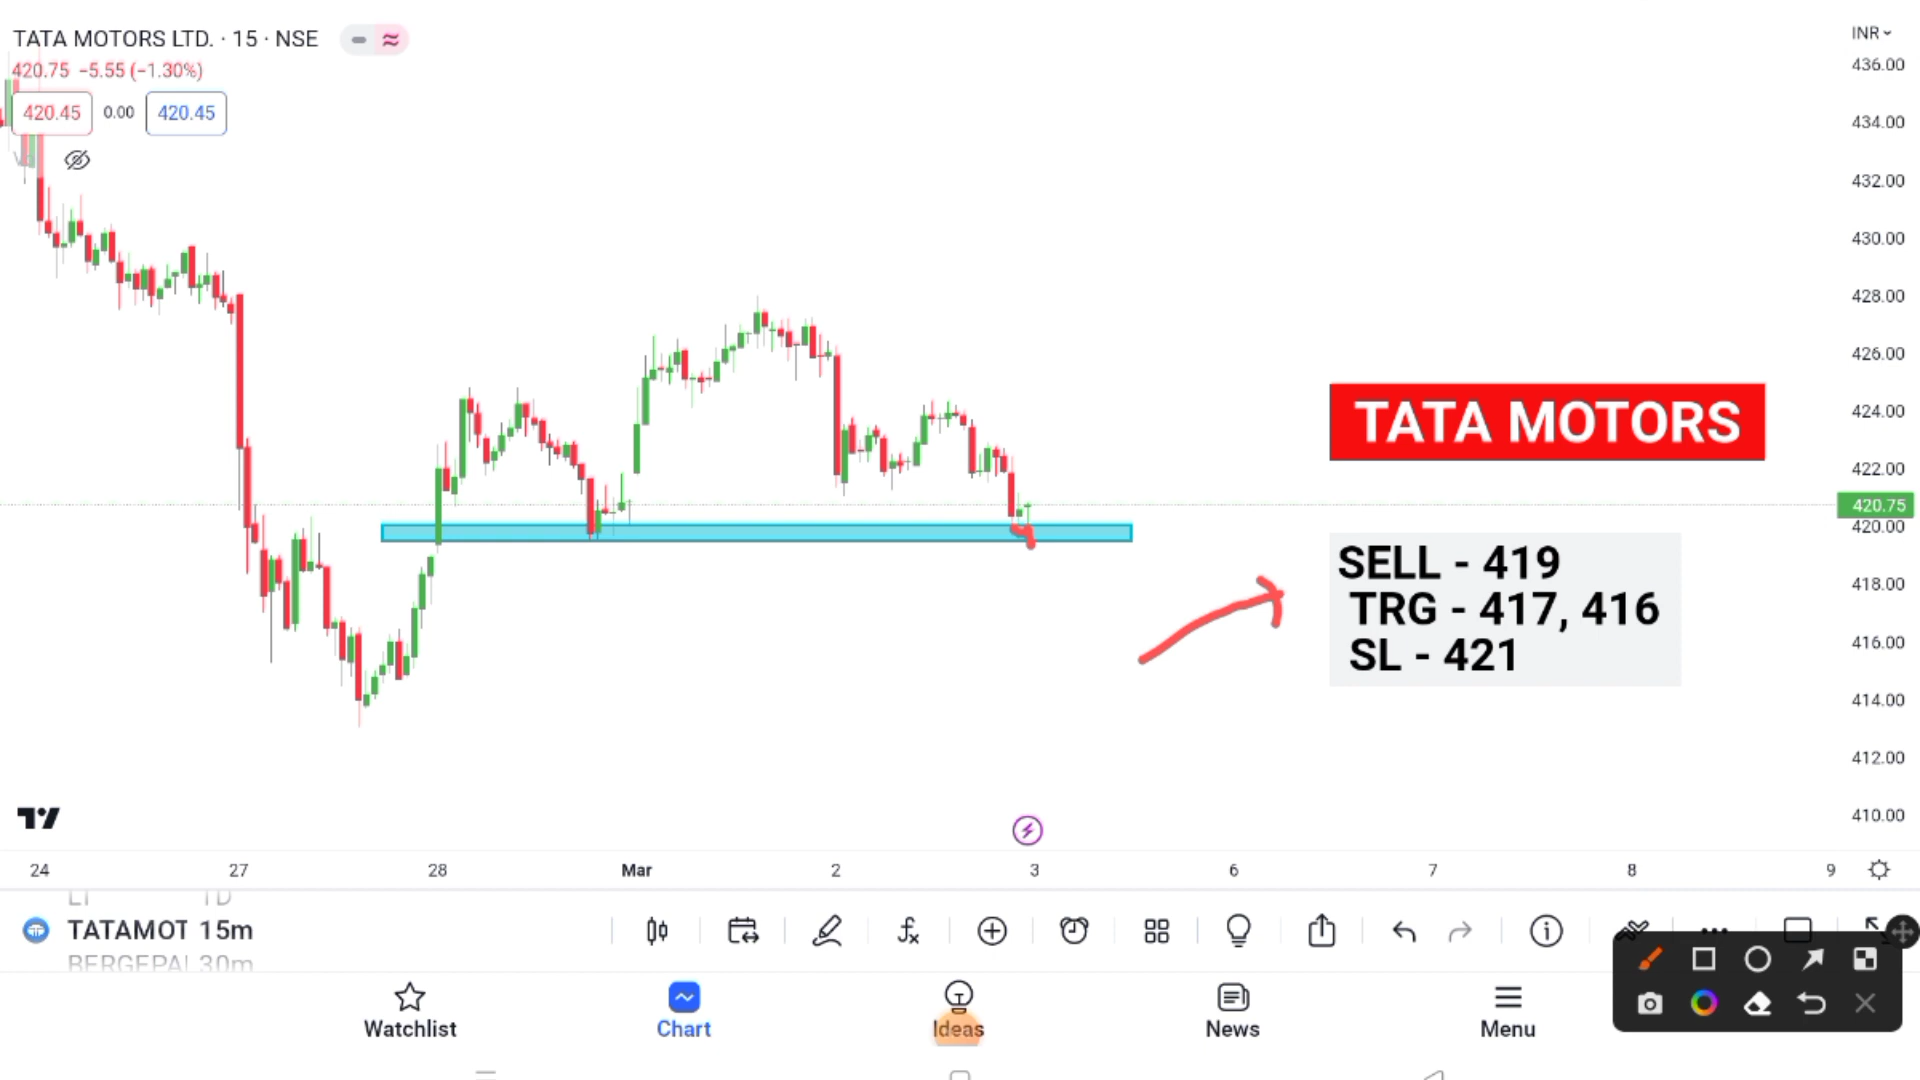 TATA MOTORS LTD. · 15 · NSE
INR
420.75 −5.55 (−1.30%)
420.45 0.00 420.45
436.00
434.00
432.00
430.00
428.00
426.00
424.00
422.00
420.75
420.00
418.00
416.00
414.00
412.00
410.00
TATA MOTORS
SELL - 419
TRG - 417, 416
SL - 421
24 27 28 Mar 2 3 6 7 8 9
1D
TATAMOT 15m
BERGEPAI 30m
Watchlist
Chart
Ideas
News
Menu